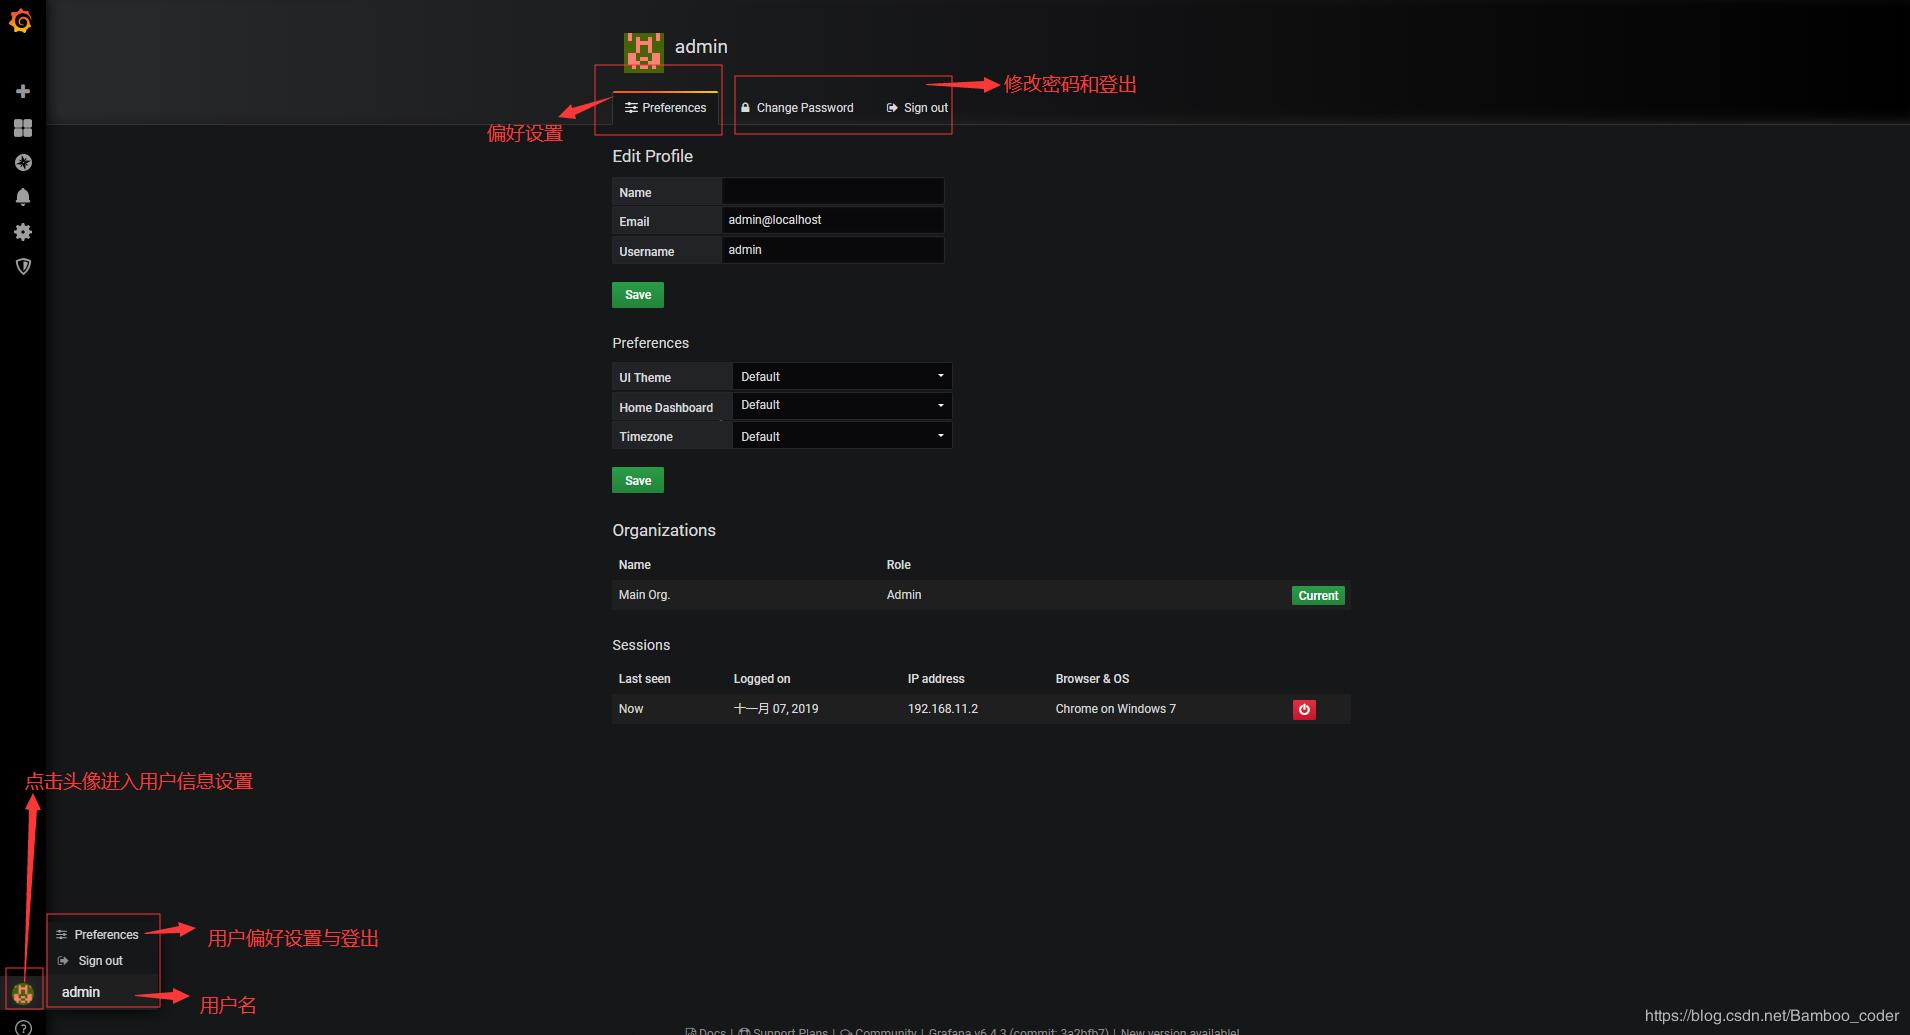 admin
修改密码和登出
Preferences
Change Password
Sign out
偏好设置
Edit Profile
Name
Email admin@localhost
Username admin
Save
Preferences
UI Theme Default
Home Dashboard Default
Timezone Default
Save
Organizations
Name Role
Main Org. Admin Current
Sessions
Last seen Logged on IP address Browser & OS
Now 十一月 07, 2019 192.168.11.2 Chrome on Windows 7
点击头像进入用户信息设置
Preferences
用户偏好设置与登出
Sign out
admin
用户名
https://blog.csdn.net/Bamboo_coder
Docs | Support Plans | Community | Grafana v6.4.3 (commit: 3a2bfb7) | New version available!